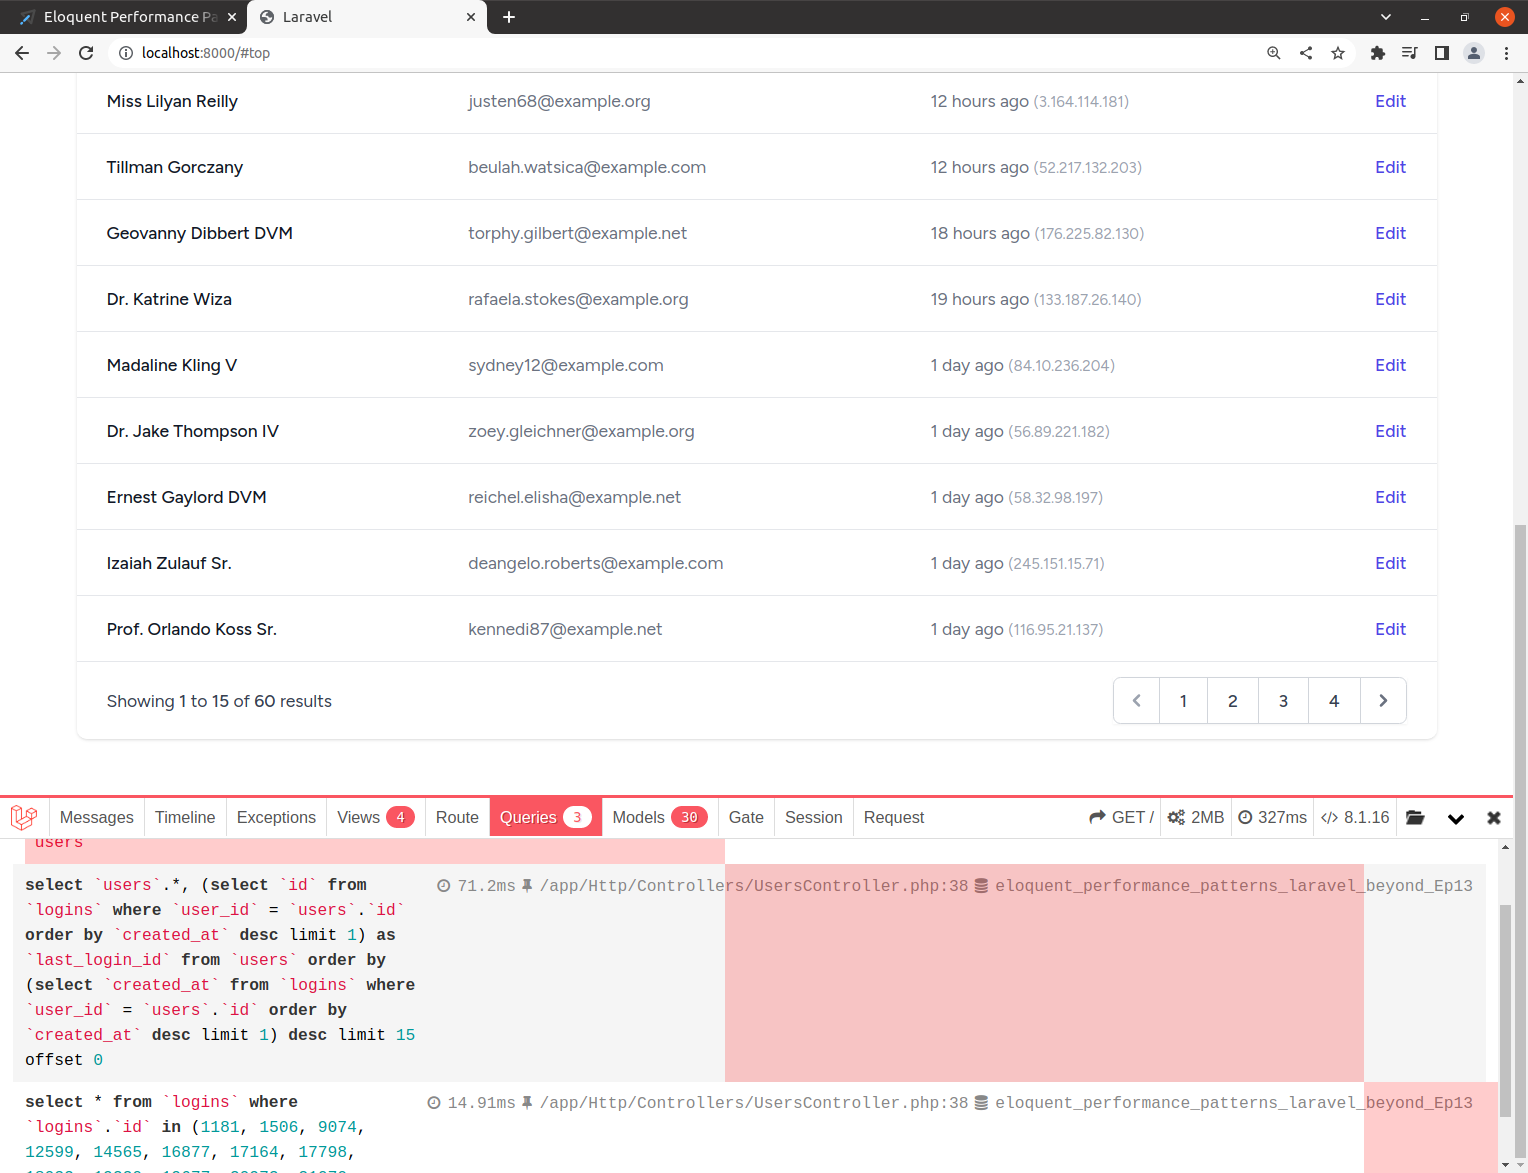 Eloquent Performance Pa
Laravel
localhost:8000/#top
Miss Lilyan Reilly justen68@example.org 12 hours ago (3.164.114.181) Edit
Tillman Gorczany beulah.watsica@example.com 12 hours ago (52.217.132.203) Edit
Geovanny Dibbert DVM torphy.gilbert@example.net 18 hours ago (176.225.82.130) Edit
Dr. Katrine Wiza rafaela.stokes@example.org 19 hours ago (133.187.26.140) Edit
Madaline Kling V sydney12@example.com 1 day ago (84.10.236.204) Edit
Dr. Jake Thompson IV zoey.gleichner@example.org 1 day ago (56.89.221.182) Edit
Ernest Gaylord DVM reichel.elisha@example.net 1 day ago (58.32.98.197) Edit
Izaiah Zulauf Sr. deangelo.roberts@example.com 1 day ago (245.151.15.71) Edit
Prof. Orlando Koss Sr. kennedi87@example.net 1 day ago (116.95.21.137) Edit
Showing 1 to 15 of 60 results 1 2 3 4
Messages Timeline Exceptions Views 4 Route Queries 3 Models 30 Gate Session Request GET / 2MB 327ms </> 8.1.16
users
select `users`.*, (select `id` from 71.2ms /app/Http/Controllers/UsersController.php:38 eloquent_performance_patterns_laravel_beyond_Ep13
`logins` where `user_id` = `users`.`id`
order by `created_at` desc limit 1) as
`last_login_id` from `users` order by
(select `created_at` from `logins` where
`user_id` = `users`.`id` order by
`created_at` desc limit 1) desc limit 15
offset 0
select * from `logins` where 14.91ms /app/Http/Controllers/UsersController.php:38 eloquent_performance_patterns_laravel_beyond_Ep13
`logins`.`id` in (1181, 1506, 9074,
12599, 14565, 16877, 17164, 17798,